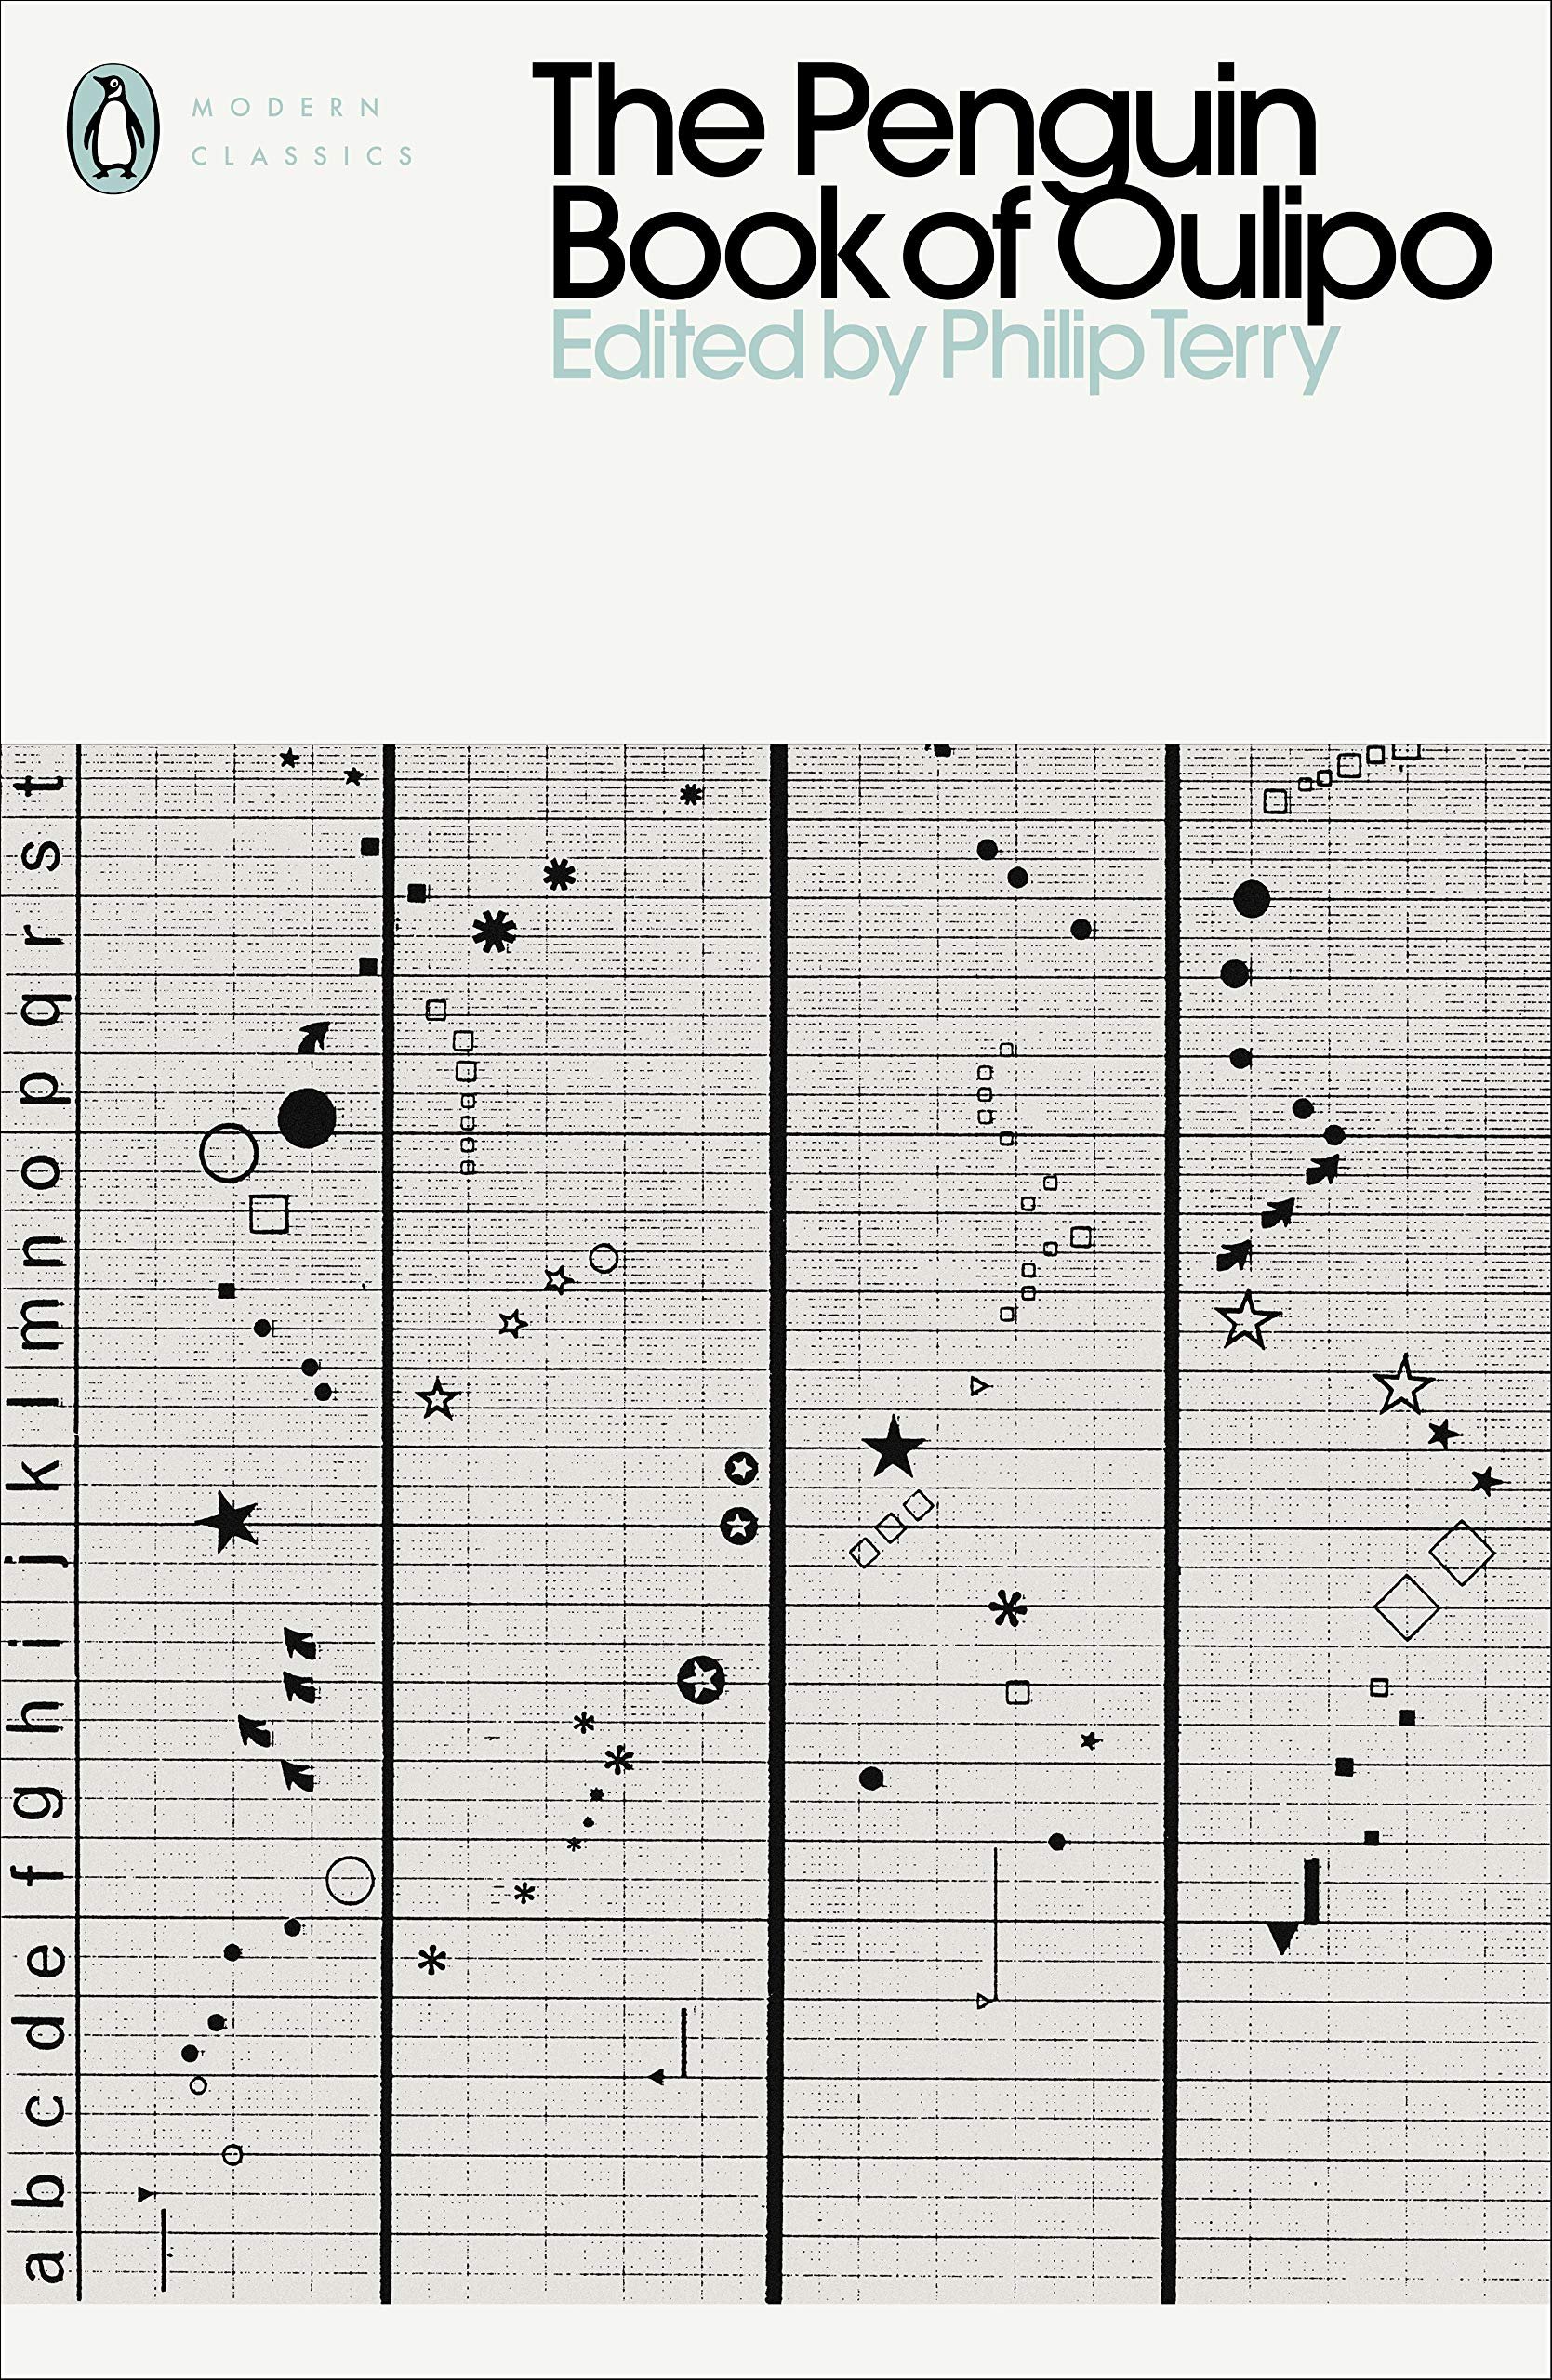 MODERN
CLASSICS
The Penguin
Book of Oulipo
Edited by Philip Terry
a b c d e f g h i j k l m n o p q r s t